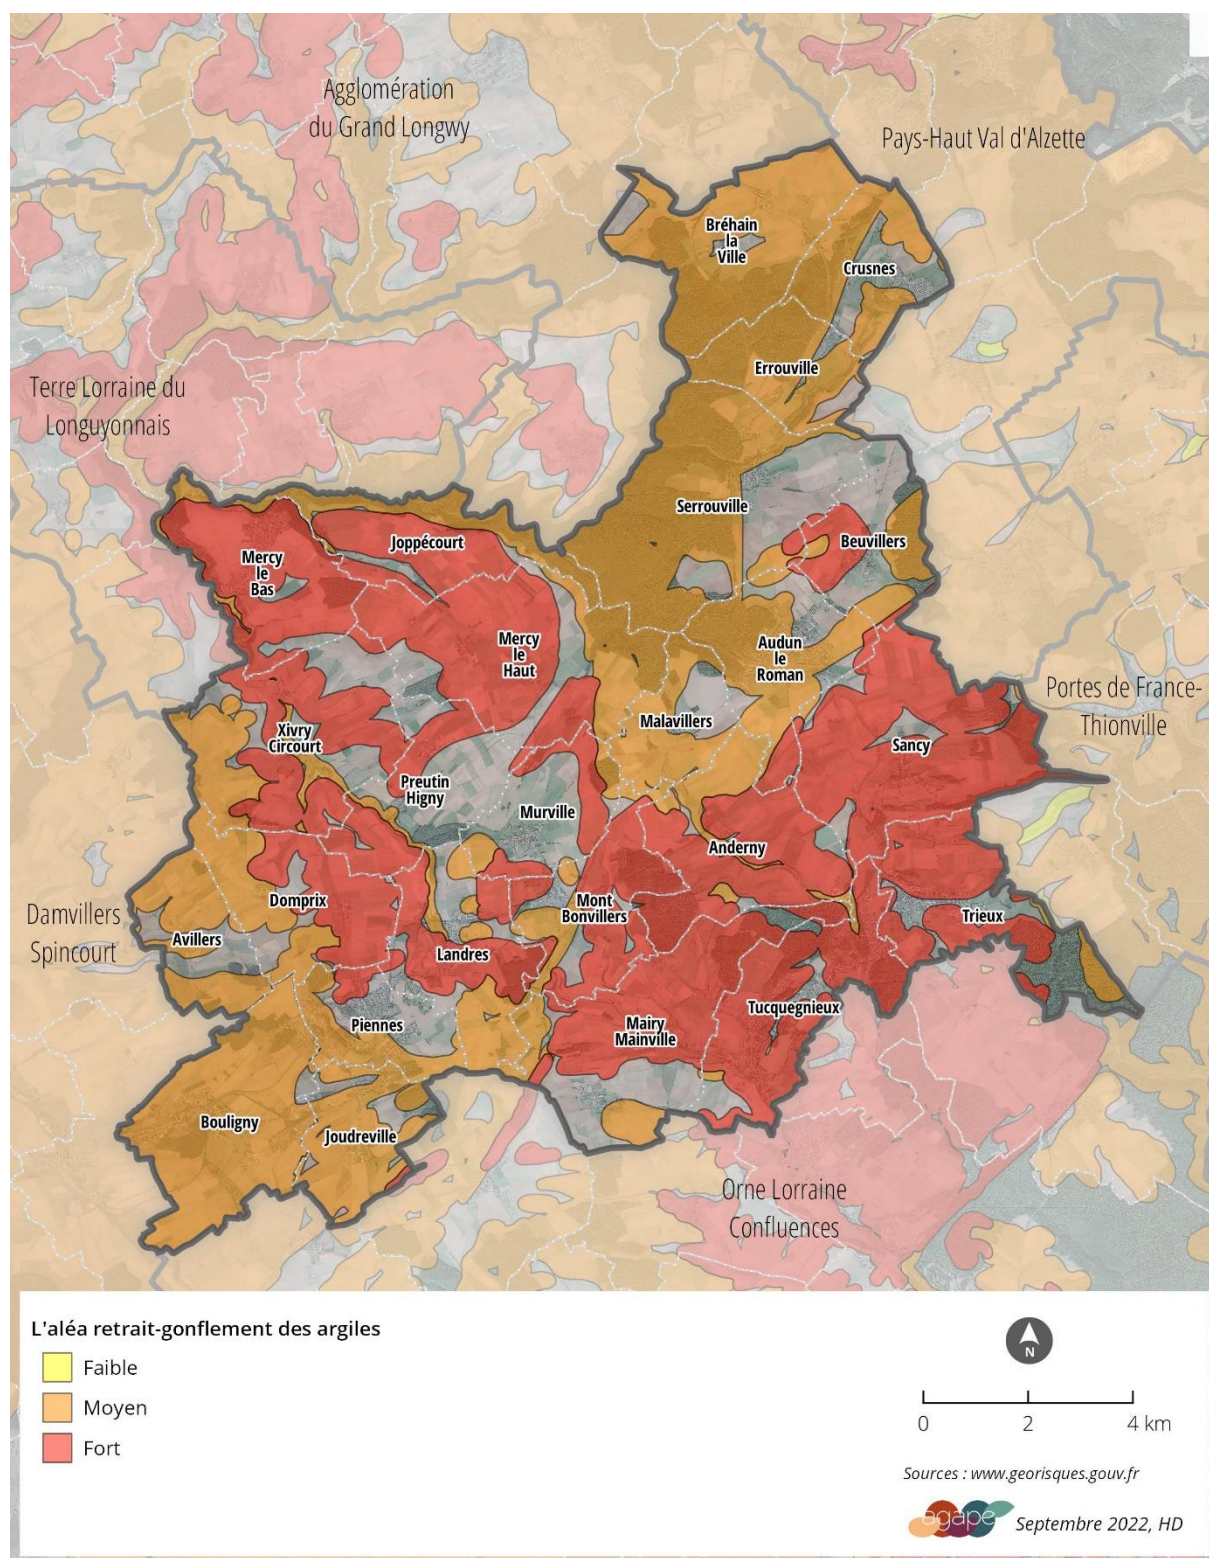 Agglomération
du Grand Longwy
Pays-Haut Val d'Alzette
Bréhain
la
Ville
Crusnes
Errouville
Terre Lorraine du
Longuyonnais
Serrouville
Joppécourt
Beuvillers
Mercy
le
Bas
Mercy
le
Haut
Audun
le
Roman
Portes de France-
Thionville
Malavillers
Xivry
Circourt
Sancy
Preutin
Higny
Murville
Anderny
Domprix
Mont
Bonvillers
Trieux
Damvillers
Spincourt
Avillers
Landres
Tucquegnieux
Piennes
Mairy
Mainville
Bouligny
Joudreville
Orne Lorraine
Confluences
L'aléa retrait-gonflement des argiles
Faible
Moyen
Fort
N
0 2 4 km
Sources : www.georisques.gouv.fr
agape Septembre 2022, HD